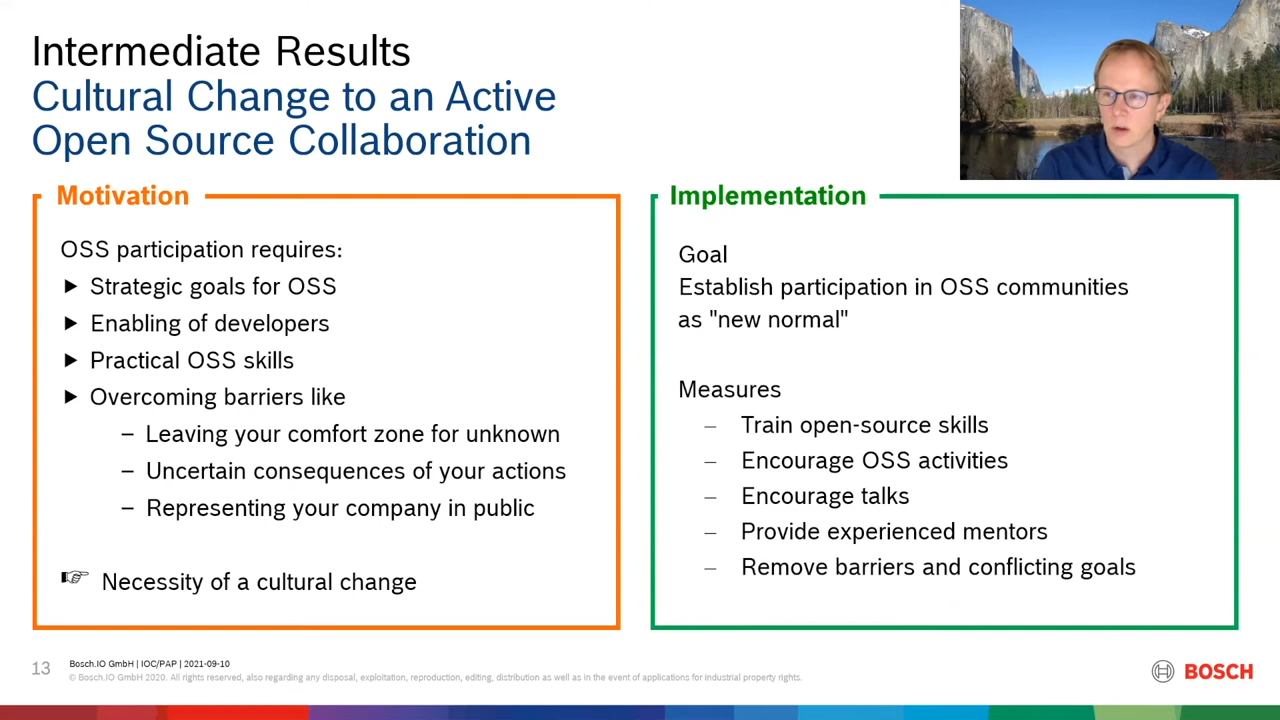 Intermediate Results
Cultural Change to an Active
Open Source Collaboration
Motivation
OSS participation requires:
Strategic goals for OSS
Enabling of developers
Practical OSS skills
Overcoming barriers like
– Leaving your comfort zone for unknown
– Uncertain consequences of your actions
– Representing your company in public
Necessity of a cultural change
Implementation
Goal
Establish participation in OSS communities
as "new normal"
Measures
– Train open-source skills
– Encourage OSS activities
– Encourage talks
– Provide experienced mentors
– Remove barriers and conflicting goals
13
Bosch.IO GmbH | IOC/PAP | 2021-09-10
© Bosch.IO GmbH 2020. All rights reserved, also regarding any disposal, exploitation, reproduction, editing, distribution as well as in the event of applications for industrial property rights.
BOSCH